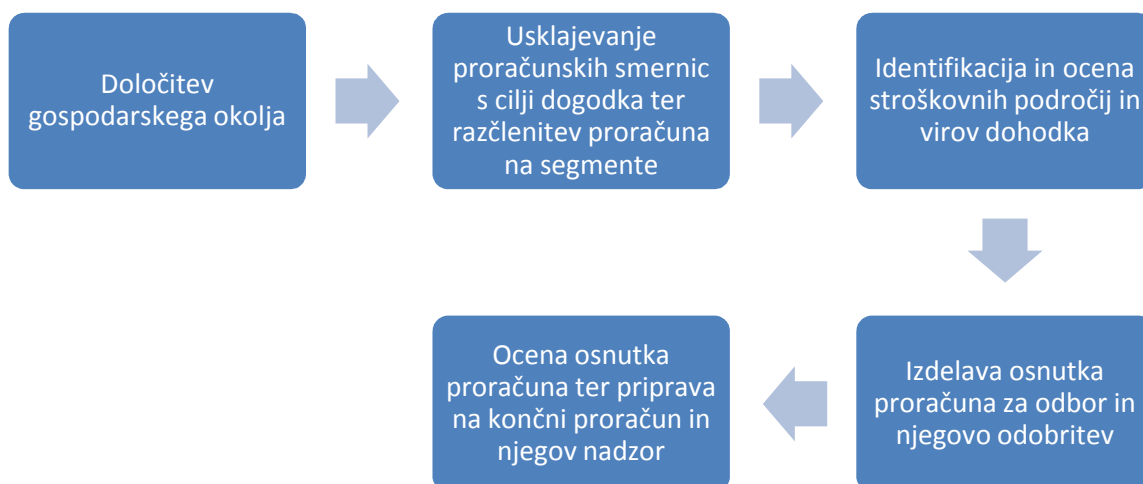 Določitev
gospodarskega okolja
Usklajevanje
proračunskih smernic
s cilji dogodka ter
razčlenitev proračuna
na segmente
Identifikacija in ocena
stroškovnih področij in
virov dohodka
Izdelava osnutka
proračuna za odbor in
njegovo odobritev
Ocena osnutka
proračuna ter priprava
na končni proračun in
njegov nadzor